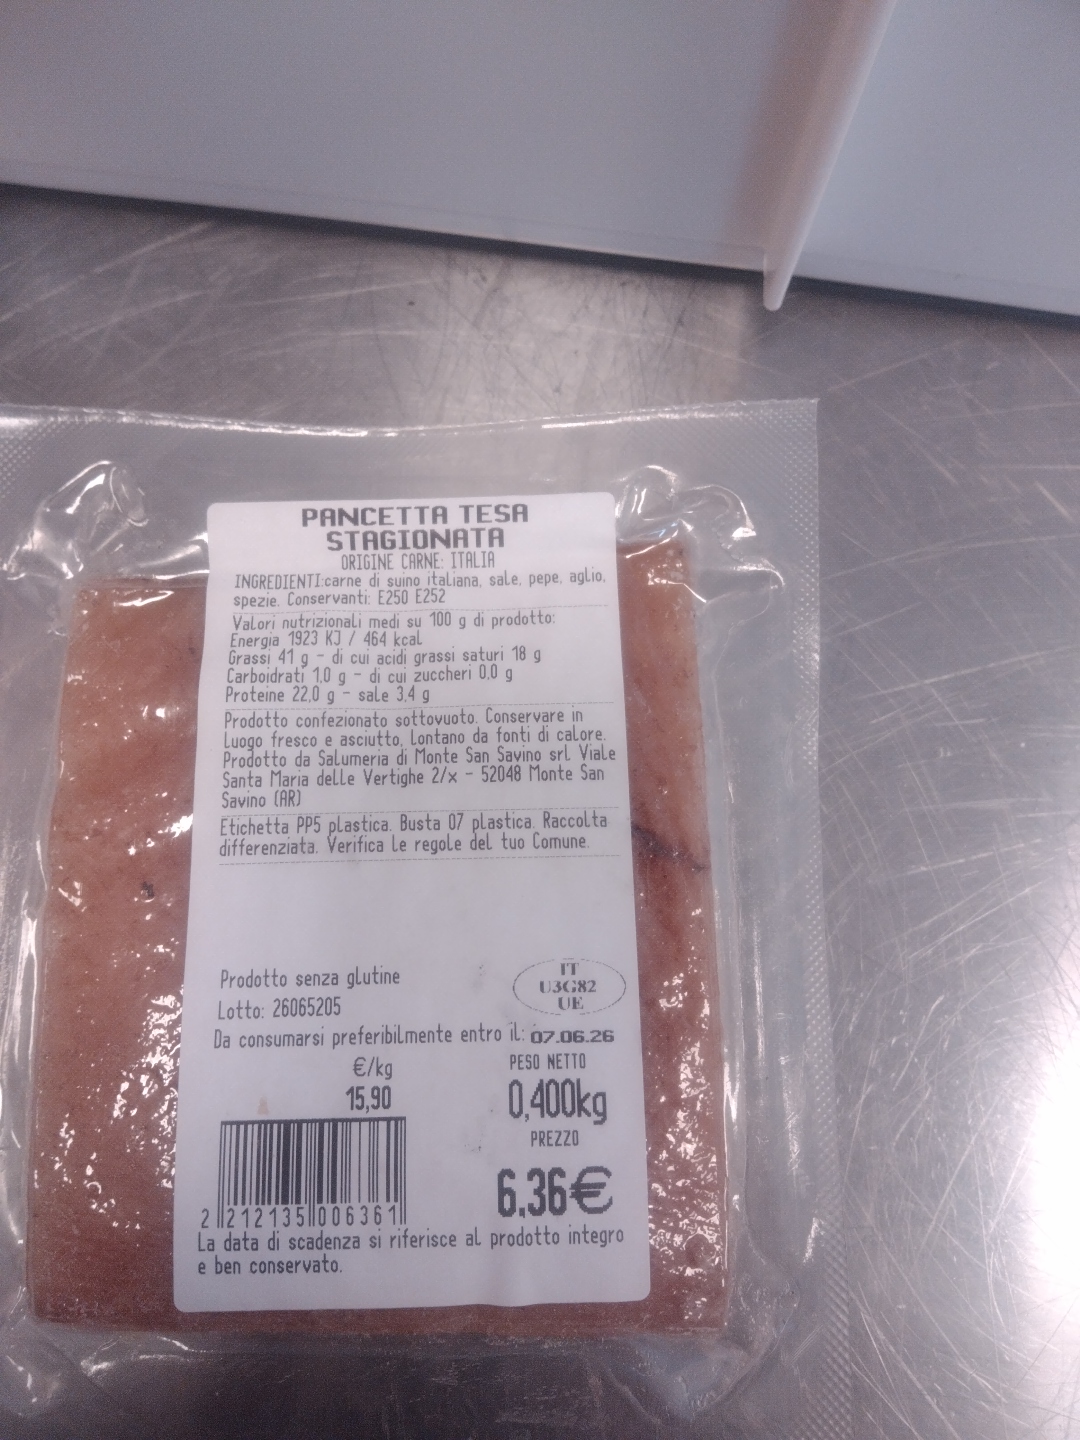 PANCETTA TESA
STAGIONATA
ORIGINE CARNE: ITALIA
INGREDIENTI:carne di suino italiana, sale, pepe, aglio,
spezie. Conservanti: E250 E252
Valori nutrizionali medi su 100 g di prodotto:
Energia 1923 KJ / 464 kcal
Grassi 41 g - di cui acidi grassi saturi 18 g
Carboidrati 1,0 g - di cui zuccheri 0,0 g
Proteine 22,0 g - sale 3,4 g
Prodotto confezionato sottovuoto. Conservare in
Luogo fresco e asciutto, Lontano da fonti di calore.
Prodotto da Salumeria di Monte San Savino srl Viale
Santa Maria delle Vertighe 2/x - 52048 Monte San
Savino (AR)
Etichetta PP5 plastica. Busta 07 plastica. Raccolta
differenziata. Verifica Le regole del tuo Comune.
Prodotto senza glutine
IT
U3G82
UE
Lotto: 26065205
Da consumarsi preferibilmente entro il: 07.06.26
€/kg
15,90
PESO NETTO
0,400kg
PREZZO
6,36€
2 212135 006361
La data di scadenza si riferisce al prodotto integro
e ben conservato.